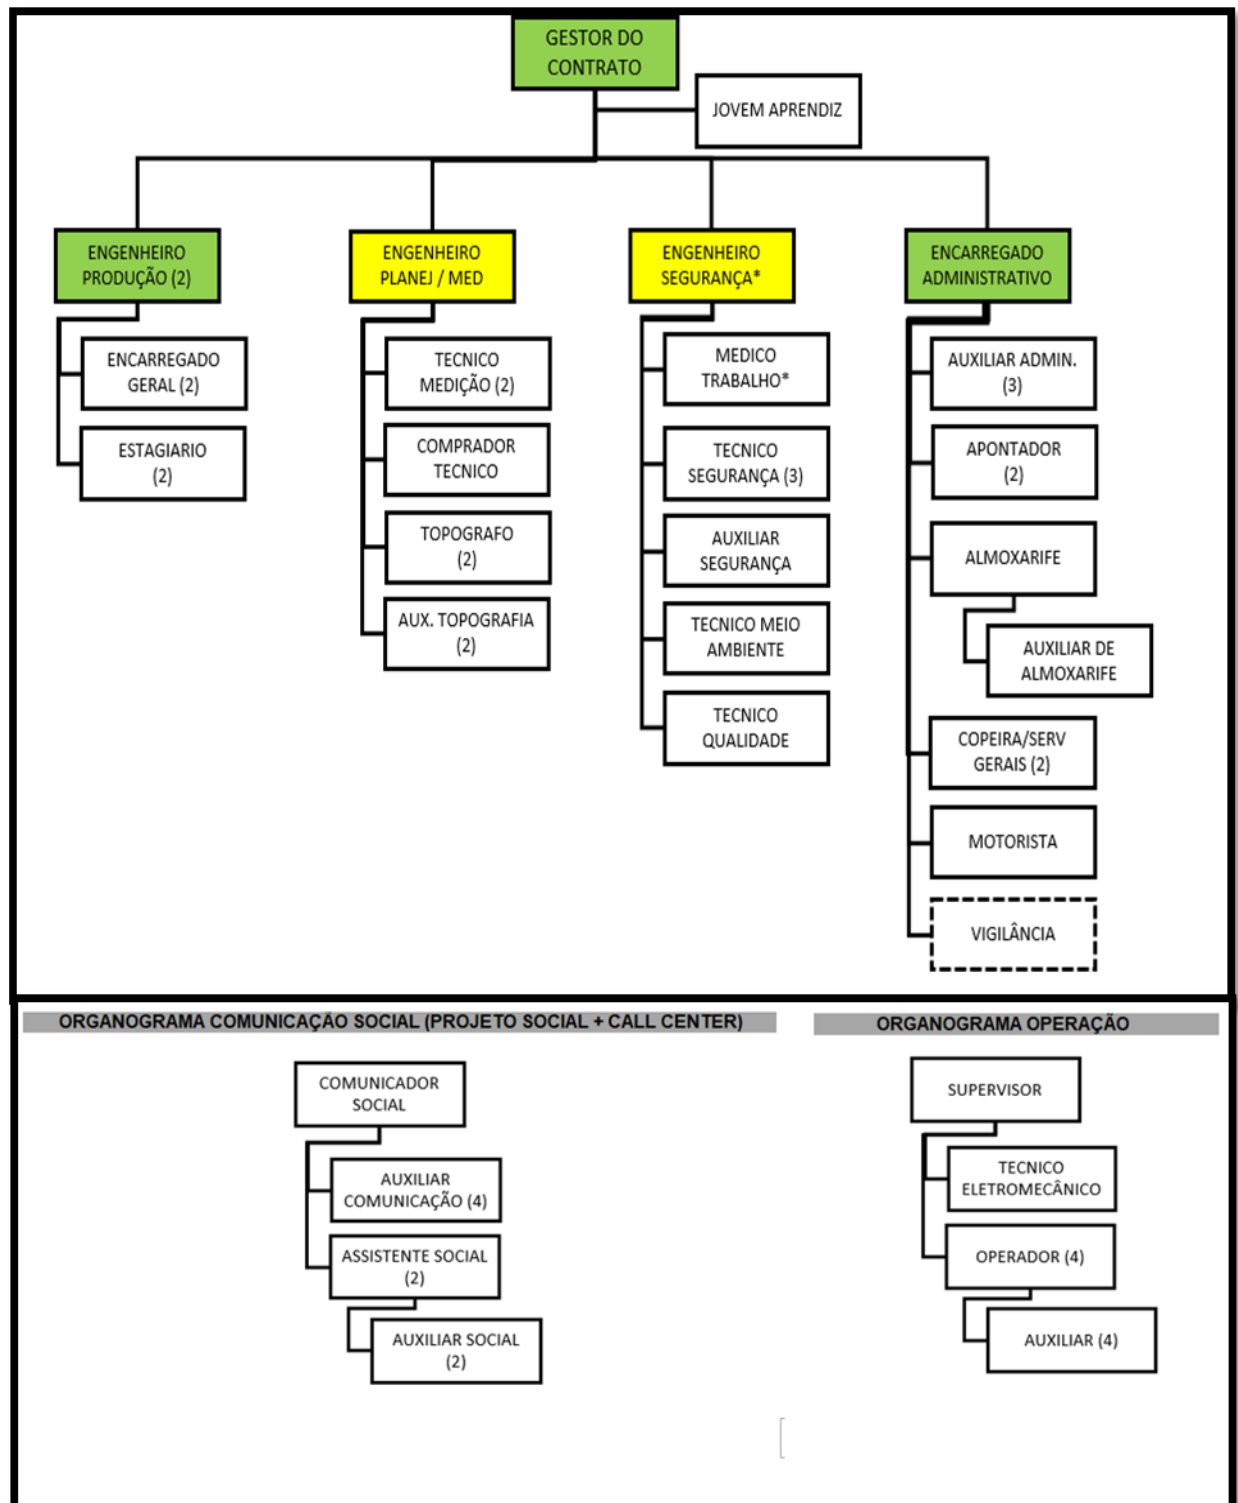 GESTOR DO
CONTRATO
JOVEM APRENDIZ
ENGENHEIRO
PRODUÇÃO (2)
ENCARREGADO
GERAL (2)
ESTAGIARIO
(2)
ENGENHEIRO
PLANEJ / MED
TECNICO
MEDIÇÃO (2)
COMPRADOR
TECNICO
TOPOGRAFO
(2)
AUX. TOPOGRAFIA
(2)
ENGENHEIRO
SEGURANÇA*
MEDICO
TRABALHO*
TECNICO
SEGURANÇA (3)
AUXILIAR
SEGURANÇA
TECNICO MEIO
AMBIENTE
TECNICO
QUALIDADE
ENCARREGADO
ADMINISTRATIVO
AUXILIAR ADMIN.
(3)
APONTADOR
(2)
ALMOXARIFE
AUXILIAR DE
ALMOXARIFE
COPEIRA/SERV
GERAIS (2)
MOTORISTA
VIGILÂNCIA
ORGANOGRAMA COMUNICAÇÃO SOCIAL (PROJETO SOCIAL + CALL CENTER)
COMUNICADOR
SOCIAL
AUXILIAR
COMUNICAÇÃO (4)
ASSISTENTE SOCIAL
(2)
AUXILIAR SOCIAL
(2)
ORGANOGRAMA OPERAÇÃO
SUPERVISOR
TECNICO
ELETROMECÂNICO
OPERADOR (4)
AUXILIAR (4)